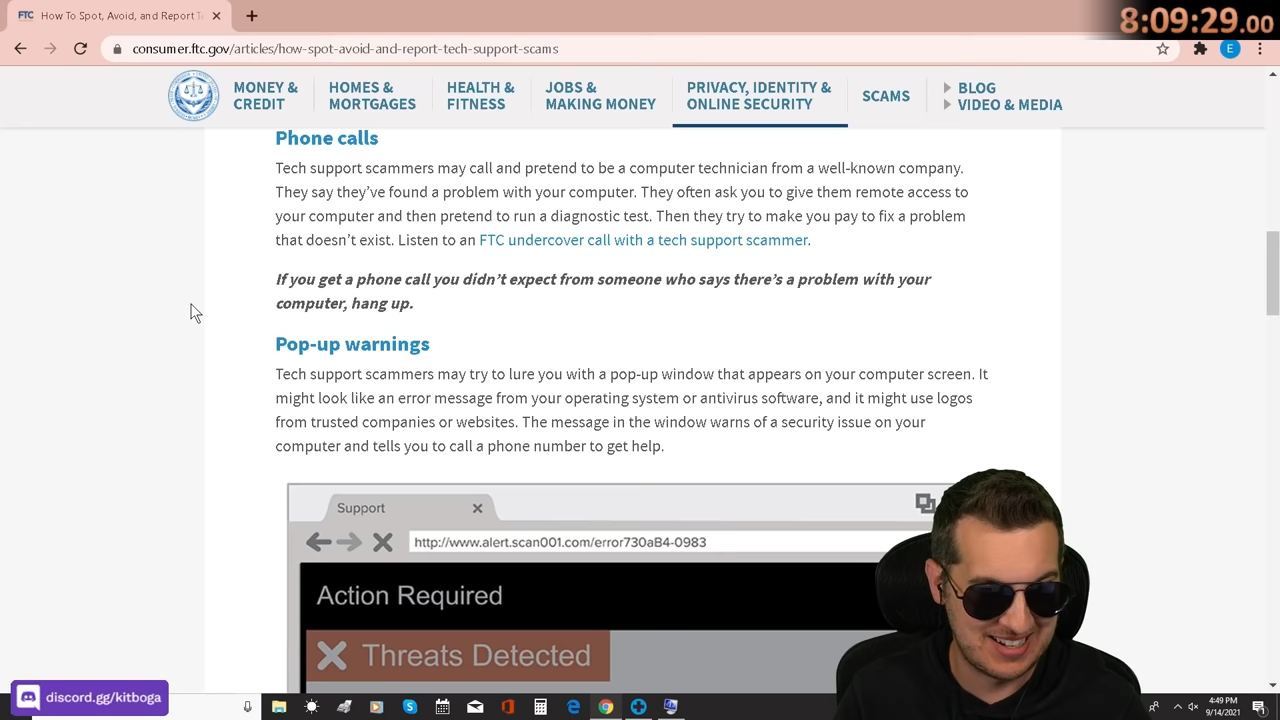 How To Spot, Avoid, and Report T
8:09:29.00
consumer.ftc.gov/articles/how-spot-avoid-and-report-tech-support-scams
E
MONEY &
CREDIT
HOMES &
MORTGAGES
HEALTH &
FITNESS
JOBS &
MAKING MONEY
PRIVACY, IDENTITY &
ONLINE SECURITY
SCAMS
BLOG
VIDEO & MEDIA
Phone calls
Tech support scammers may call and pretend to be a computer technician from a well-known company.
They say they’ve found a problem with your computer. They often ask you to give them remote access to
your computer and then pretend to run a diagnostic test. Then they try to make you pay to fix a problem
that doesn’t exist. Listen to an FTC undercover call with a tech support scammer.
If you get a phone call you didn’t expect from someone who says there’s a problem with your
computer, hang up.
Pop-up warnings
Tech support scammers may try to lure you with a pop-up window that appears on your computer screen. It
might look like an error message from your operating system or antivirus software, and it might use logos
from trusted companies or websites. The message in the window warns of a security issue on your
computer and tells you to call a phone number to get help.
Support
http://www.alert.scan001.com/error730aB4-0983
Action Required
Threats Detected
discord.gg/kitboga
4:49 PM
9/14/2021